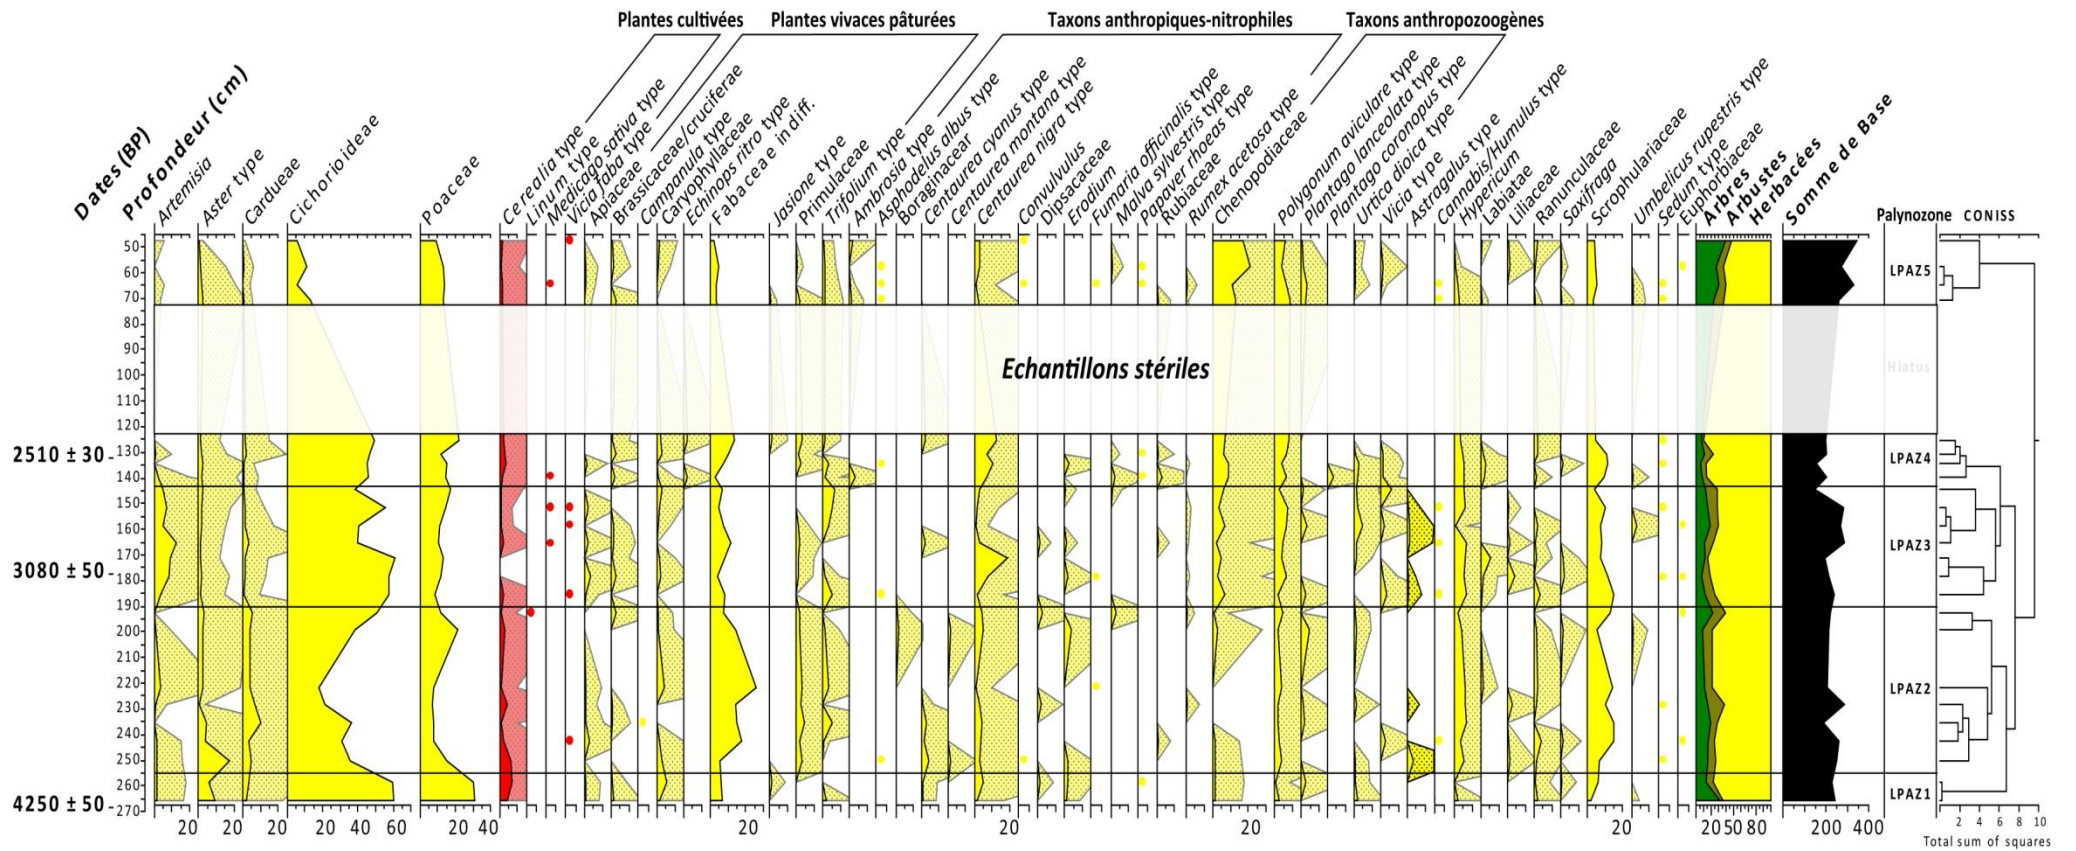 Plantes cultivées
Plantes vivaces pâturées
Taxons anthropiques-nitrophiles
Taxons anthropozoogènes
Dates (BP)
Profondeur (cm)
Artemisia
Aster type
Cardueae
Cichorioideae
Poaceae
Cerealia type
Linum type
Medicago sativa type
Vicia faba type
Apiaceae
Brassicaceae/cruciferae
Campanula type
Caryophyllaceae
Echinops ritro type
Fabaceae indiff.
Jasione type
Primulaceae
Trifolium type
Ambrosia type
Asphodelus albus type
Boraginacear
Centaurea cyanus type
Centaurea montana type
Centaurea nigra type
Convulvulus
Dipsacaceae
Erodium
Fumaria officinalis type
Malva sylvestris type
Papaver rhoeas type
Rubiaceae
Rumex acetosa type
Chenopodiaceae
Polygonum aviculare type
Plantago lanceolata type
Plantago coronopus type
Urtica dioica type
Vicia type
Astragalus type
Cannabis/Humulus type
Hypericum
Labiatae
Liliaceae
Ranunculaceae
Saxifraga
Scrophulariaceae
Umbelicus rupestris type
Sedum type
Euphorbiaceae
Arbres
Arbustes
Herbacées
Somme de Base
Palynozone CONISS
50
60
70
80
90
100
110
120
130
140
150
160
170
180
190
200
210
220
230
240
250
260
270
2510 ± 30
3080 ± 50
4250 ± 50
Echantillons stériles
LPAZ5
Hiatus
LPAZ4
LPAZ3
LPAZ2
LPAZ1
20 20 20 20 40 60 20 40 20 20 20 20 20 50 80 200 400 2 4 6 8 10
Total sum of squares